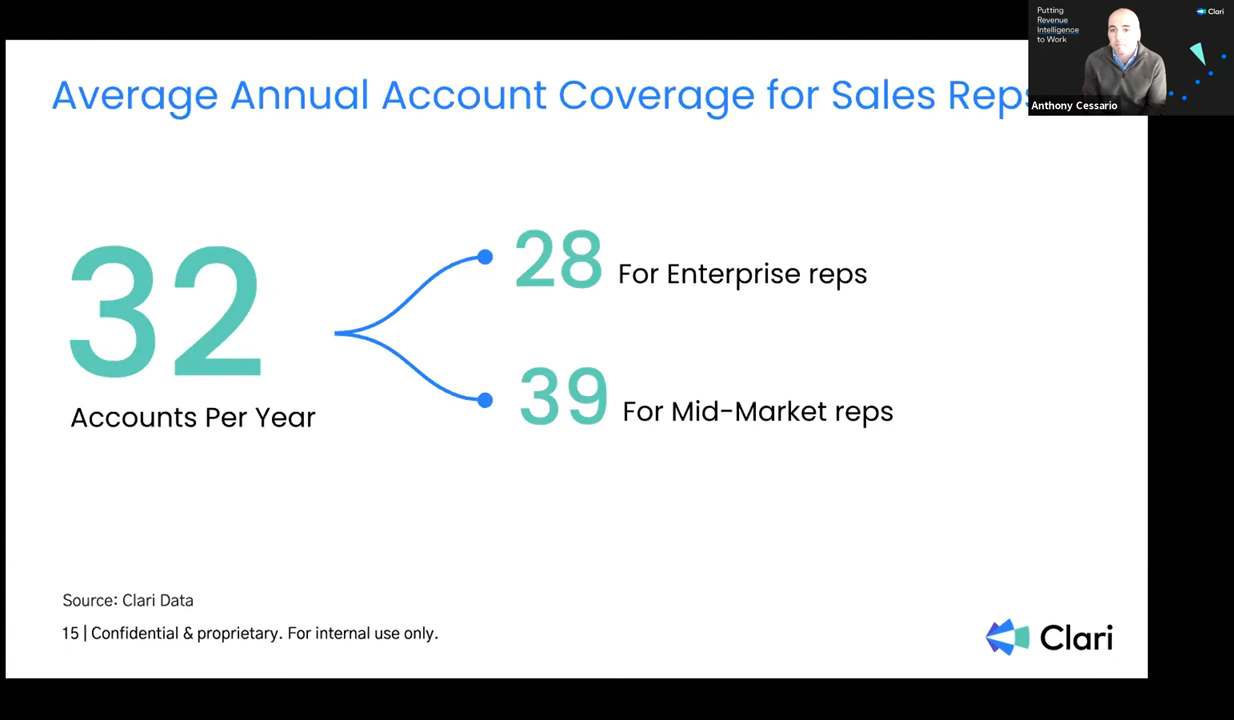 Putting
Revenue
Intelligence
to Work
Clari
Anthony Cessario
Average Annual Account Coverage for Sales Reps
32
Accounts Per Year
28 For Enterprise reps
39 For Mid-Market reps
Source: Clari Data
15 | Confidential & proprietary. For internal use only.
Clari